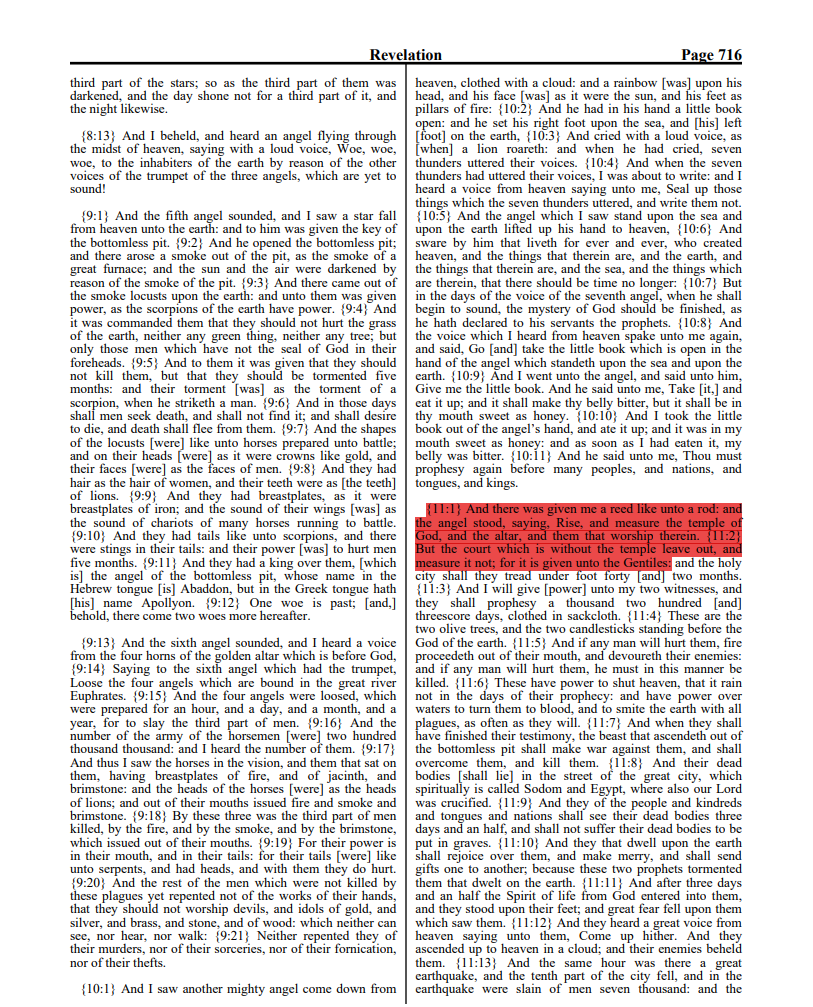 Revelation
Page 716
third part of the stars; so as the third part of them was
darkened, and the day shone not for a third part of it, and
the night likewise.
{8:13} And I beheld, and heard an angel flying through
the midst of heaven, saying with a loud voice, Woe, woe,
woe, to the inhabiters of the earth by reason of the other
voices of the trumpet of the three angels, which are yet to
sound!
{9:1} And the fifth angel sounded, and I saw a star fall
from heaven unto the earth: and to him was given the key of
the bottomless pit. {9:2} And he opened the bottomless pit;
and there arose a smoke out of the pit, as the smoke of a
great furnace; and the sun and the air were darkened by
reason of the smoke of the pit. {9:3} And there came out of
the smoke locusts upon the earth: and unto them was given
power, as the scorpions of the earth have power. {9:4} And
it was commanded them that they should not hurt the grass
of the earth, neither any green thing, neither any tree; but
only those men which have not the seal of God in their
foreheads. {9:5} And to them it was given that they should
not kill them, but that they should be tormented five
months: and their torment [was] as the torment of a
scorpion, when he striketh a man. {9:6} And in those days
shall men seek death, and shall not find it; and shall desire
to die, and death shall flee from them. {9:7} And the shapes
of the locusts [were] like unto horses prepared unto battle;
and on their heads [were] as it were crowns like gold, and
their faces [were] as the faces of men. {9:8} And they had
hair as the hair of women, and their teeth were as [the teeth]
of lions. {9:9} And they had breastplates, as it were
breastplates of iron; and the sound of their wings [was] as
the sound of chariots of many horses running to battle.
{9:10} And they had tails like unto scorpions, and there
were stings in their tails: and their power [was] to hurt men
five months. {9:11} And they had a king over them, [which
is] the angel of the bottomless pit, whose name in the
Hebrew tongue [is] Abaddon, but in the Greek tongue hath
[his] name Apollyon. {9:12} One woe is past; [and,]
behold, there come two woes more hereafter.
{9:13} And the sixth angel sounded, and I heard a voice
from the four horns of the golden altar which is before God,
{9:14} Saying to the sixth angel which had the trumpet,
Loose the four angels which are bound in the great river
Euphrates. {9:15} And the four angels were loosed, which
were prepared for an hour, and a day, and a month, and a
year, for to slay the third part of men. {9:16} And the
number of the army of the horsemen [were] two hundred
thousand thousand: and I heard the number of them. {9:17}
And thus I saw the horses in the vision, and them that sat on
them, having breastplates of fire, and of jacinth, and
brimstone: and the heads of the horses [were] as the heads
of lions; and out of their mouths issued fire and smoke and
brimstone. {9:18} By these three was the third part of men
killed, by the fire, and by the smoke, and by the brimstone,
which issued out of their mouths. {9:19} For their power is
in their mouth, and in their tails: for their tails [were] like
unto serpents, and had heads, and with them they do hurt.
{9:20} And the rest of the men which were not killed by
these plagues yet repented not of the works of their hands,
that they should not worship devils, and idols of gold, and
silver, and brass, and stone, and of wood: which neither can
see, nor hear, nor walk: {9:21} Neither repented they of
their murders, nor of their sorceries, nor of their fornication,
nor of their thefts.
{10:1} And I saw another mighty angel come down from
heaven, clothed with a cloud: and a rainbow [was] upon his
head, and his face [was] as it were the sun, and his feet as
pillars of fire: {10:2} And he had in his hand a little book
open: and he set his right foot upon the sea, and [his] left
[foot] on the earth, {10:3} And cried with a loud voice, as
[when] a lion roareth: and when he had cried, seven
thunders uttered their voices. {10:4} And when the seven
thunders had uttered their voices, I was about to write: and I
heard a voice from heaven saying unto me, Seal up those
things which the seven thunders uttered, and write them not.
{10:5} And the angel which I saw stand upon the sea and
upon the earth lifted up his hand to heaven, {10:6} And
sware by him that liveth for ever and ever, who created
heaven, and the things that therein are, and the earth, and
the things that therein are, and the sea, and the things which
are therein, that there should be time no longer: {10:7} But
in the days of the voice of the seventh angel, when he shall
begin to sound, the mystery of God should be finished, as
he hath declared to his servants the prophets. {10:8} And
the voice which I heard from heaven spake unto me again,
and said, Go [and] take the little book which is open in the
hand of the angel which standeth upon the sea and upon the
earth. {10:9} And I went unto the angel, and said unto him,
Give me the little book. And he said unto me, Take [it,] and
eat it up; and it shall make thy belly bitter, but it shall be in
thy mouth sweet as honey. {10:10} And I took the little
book out of the angel's hand, and ate it up; and it was in my
mouth sweet as honey: and as soon as I had eaten it, my
belly was bitter. {10:11} And he said unto me, Thou must
prophesy again before many peoples, and nations, and
tongues, and kings.
{11:1} And there was given me a reed like unto a rod: and
the angel stood, saying, Rise, and measure the temple of
God, and the altar, and them that worship therein. {11:2}
But the court which is without the temple leave out, and
measure it not; for it is given unto the Gentiles: and the holy
city shall they tread under foot forty [and] two months.
{11:3} And I will give [power] unto my two witnesses, and
they shall prophesy a thousand two hundred [and]
threescore days, clothed in sackcloth. {11:4} These are the
two olive trees, and the two candlesticks standing before the
God of the earth. {11:5} And if any man will hurt them, fire
proceedeth out of their mouth, and devoureth their enemies:
and if any man will hurt them, he must in this manner be
killed. {11:6} These have power to shut heaven, that it rain
not in the days of their prophecy: and have power over
waters to turn them to blood, and to smite the earth with all
plagues, as often as they will. {11:7} And when they shall
have finished their testimony, the beast that ascendeth out of
the bottomless pit shall make war against them, and shall
overcome them, and kill them. {11:8} And their dead
bodies [shall lie] in the street of the great city, which
spiritually is called Sodom and Egypt, where also our Lord
was crucified. {11:9} And they of the people and kindreds
and tongues and nations shall see their dead bodies three
days and an half, and shall not suffer their dead bodies to be
put in graves. {11:10} And they that dwell upon the earth
shall rejoice over them, and make merry, and shall send
gifts one to another; because these two prophets tormented
them that dwelt on the earth. {11:11} And after three days
and an half the Spirit of life from God entered into them,
and they stood upon their feet; and great fear fell upon them
which saw them. {11:12} And they heard a great voice from
heaven saying unto them, Come up hither. And they
ascended up to heaven in a cloud; and their enemies beheld
them. {11:13} And the same hour was there a great
earthquake, and the tenth part of the city fell, and in the
earthquake were slain of men seven thousand: and the